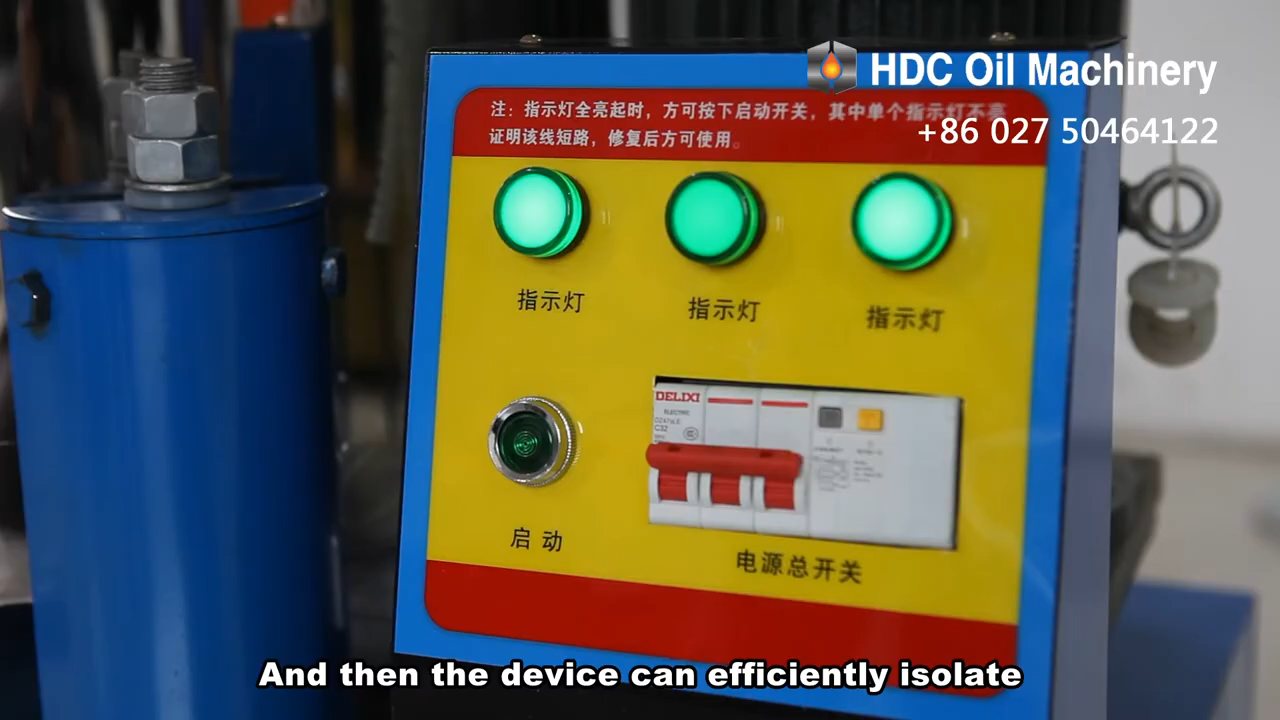 HDC Oil Machinery
+86 027 50464122
注：指示灯全亮起时，方可按下启动开关，其中单个指示灯不亮
证明该线短路，修复后方可使用。
指示灯
指示灯
指示灯
DELIXI
ELECTRIC
C32
启动
电源总开关
And then the device can efficiently isolate